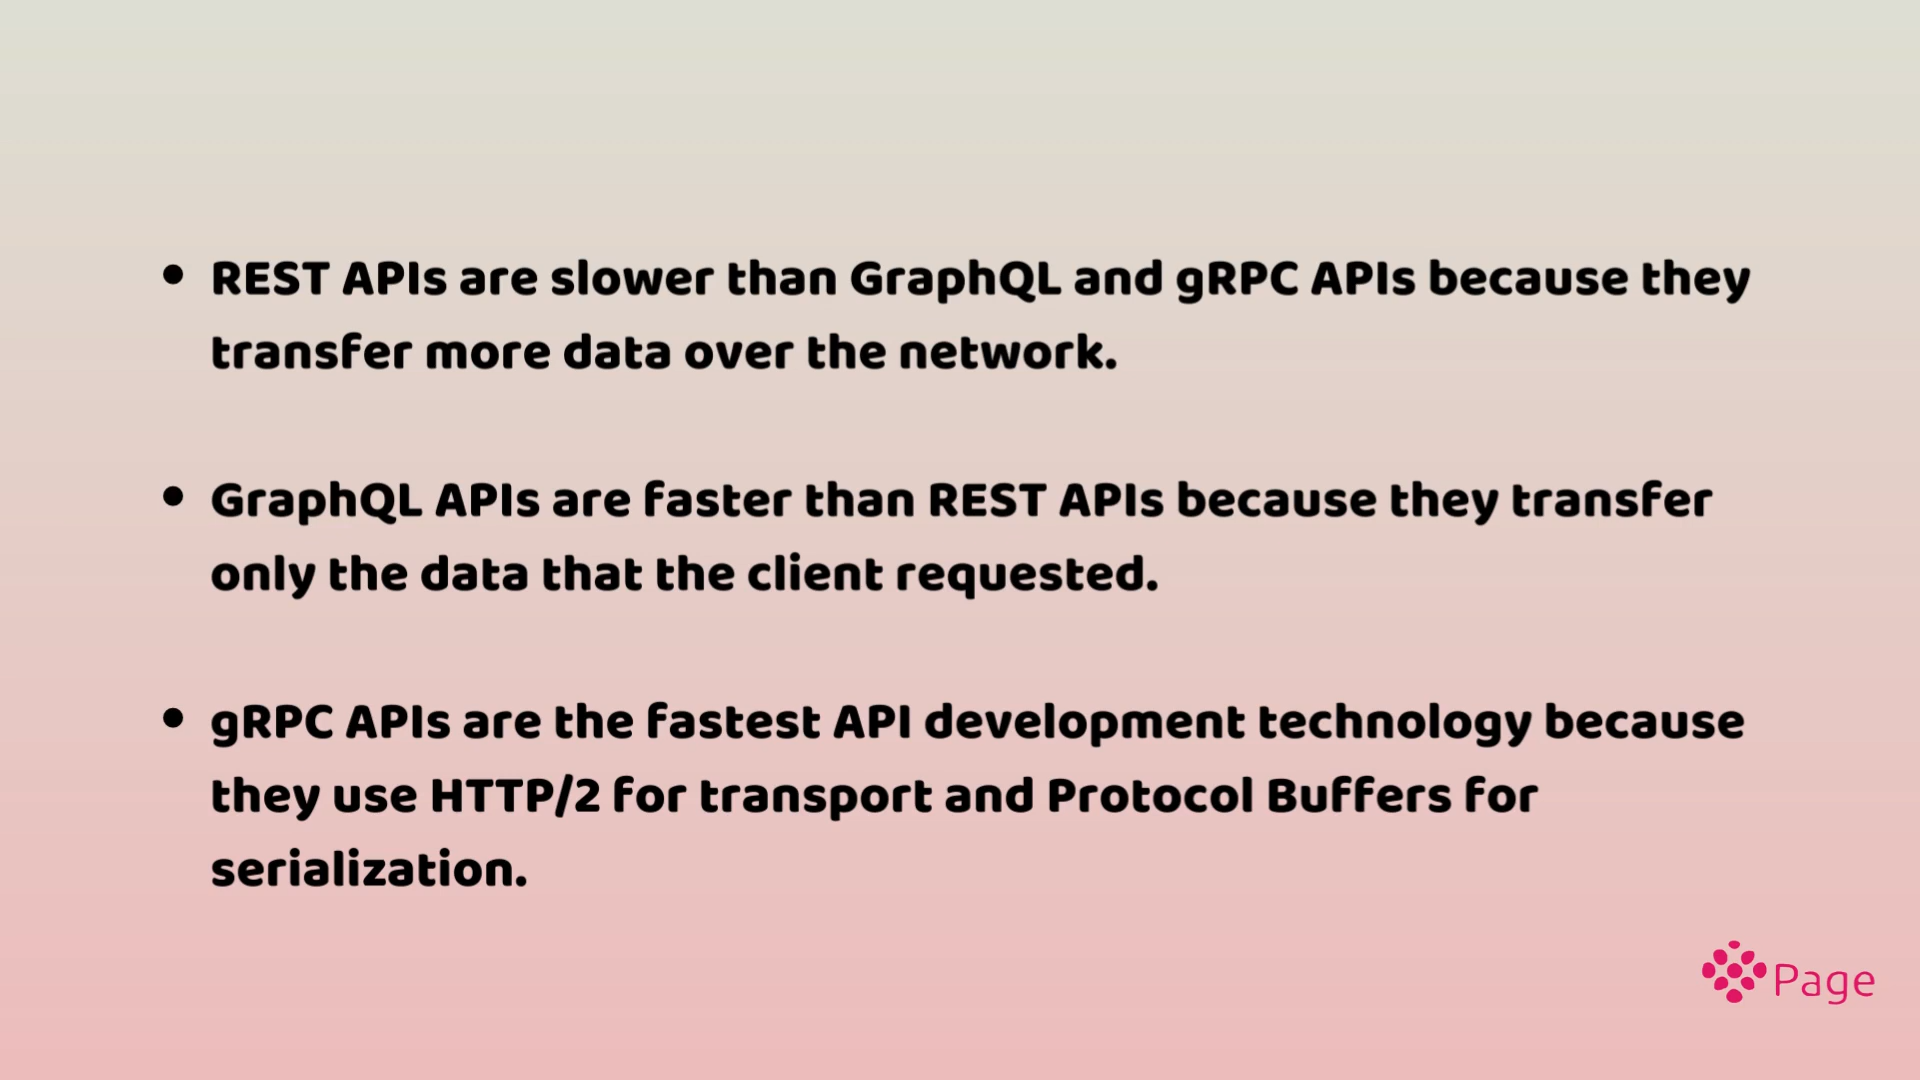 • REST APIs are slower than GraphQL and gRPC APIs because they
transfer more data over the network.
• GraphQL APIs are faster than REST APIs because they transfer
only the data that the client requested.
• gRPC APIs are the fastest API development technology because
they use HTTP/2 for transport and Protocol Buffers for
serialization.
Page